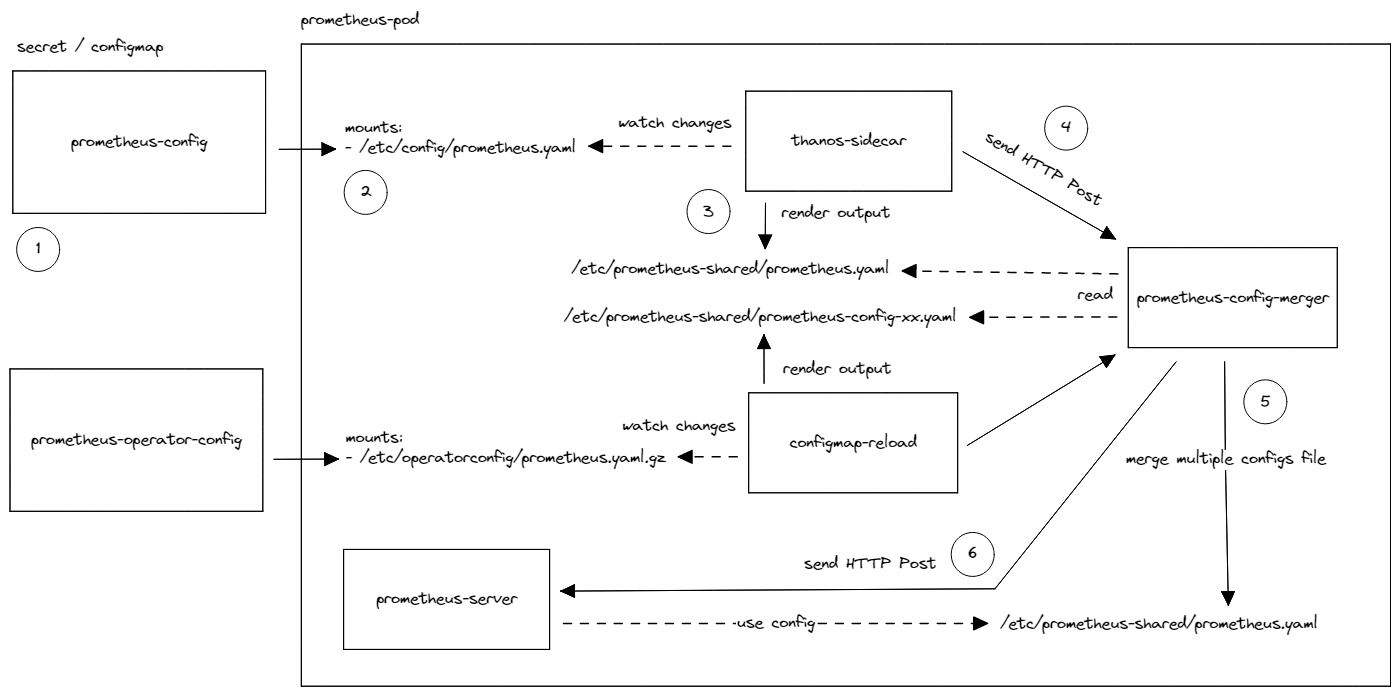 prometheus-pod
secret / configmap
prometheus-config
1
mounts:
- /etc/config/prometheus.yaml
2
watch changes
thanos-sidecar
4
send HTTP Post
3
render output
/etc/prometheus-shared/prometheus.yaml
/etc/prometheus-shared/prometheus-config-xx.yaml
read
prometheus-config-merger
render output
prometheus-operator-config
mounts:
- /etc/operatorconfig/prometheus.yaml.gz
watch changes
configmap-reload
5
merge multiple configs file
6
send HTTP Post
prometheus-server
use config
/etc/prometheus-shared/prometheus.yaml